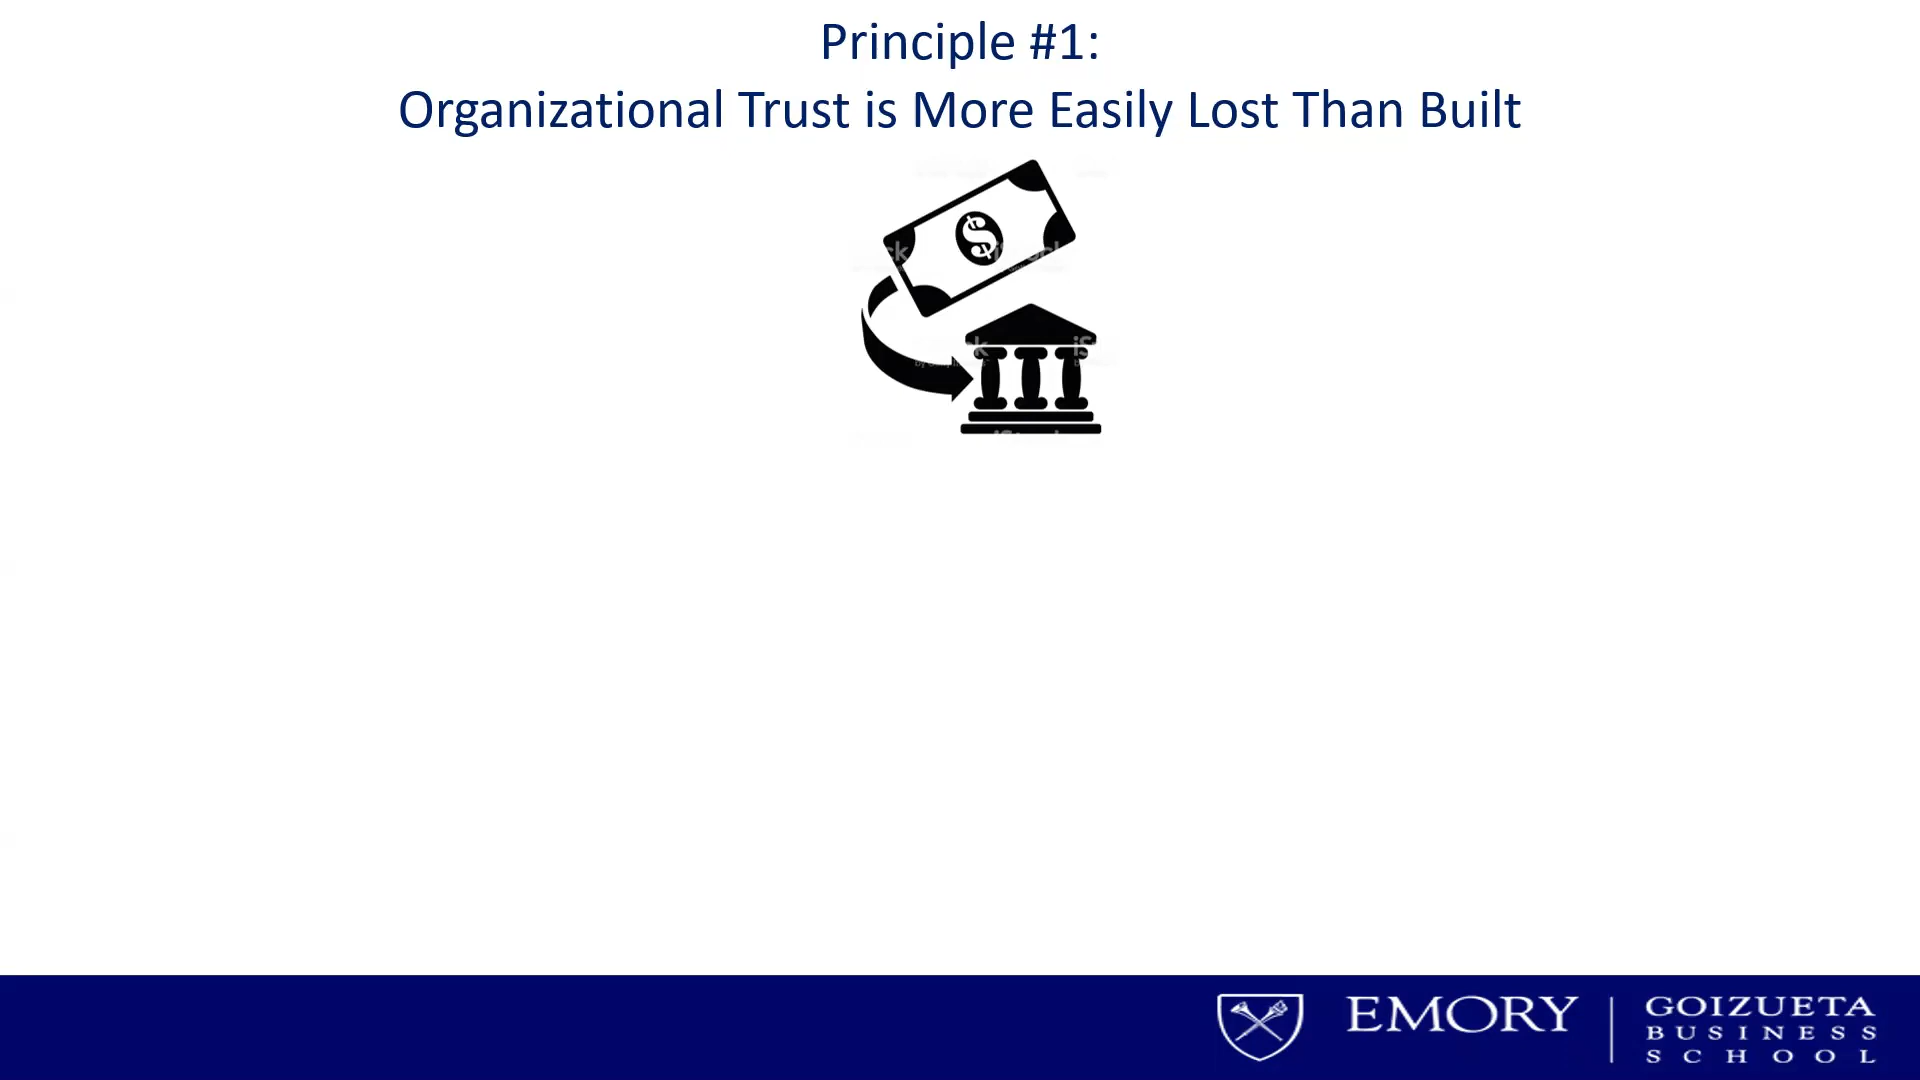 Principle #1:
Organizational Trust is More Easily Lost Than Built
$
EMORY
GOIZUETA
BUSINESS
SCHOOL